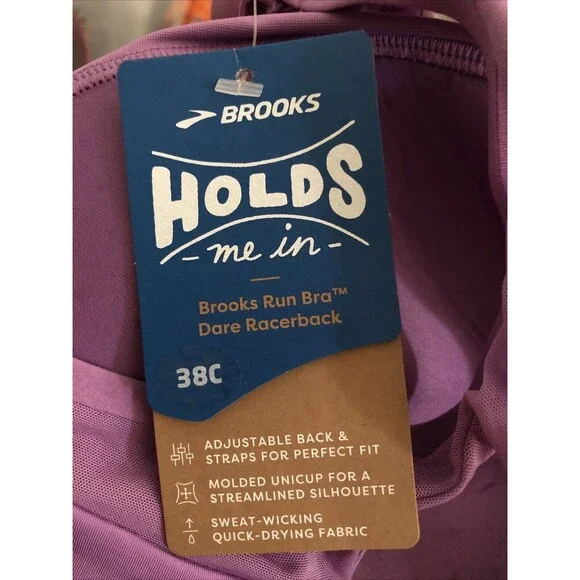 BROOKS
HOLDS
- me in -
Brooks Run Bra™
Dare Racerback
38C
ADJUSTABLE BACK &
STRAPS FOR PERFECT FIT
MOLDED UNICUP FOR A
STREAMLINED SILHOUETTE
SWEAT-WICKING
QUICK-DRYING FABRIC